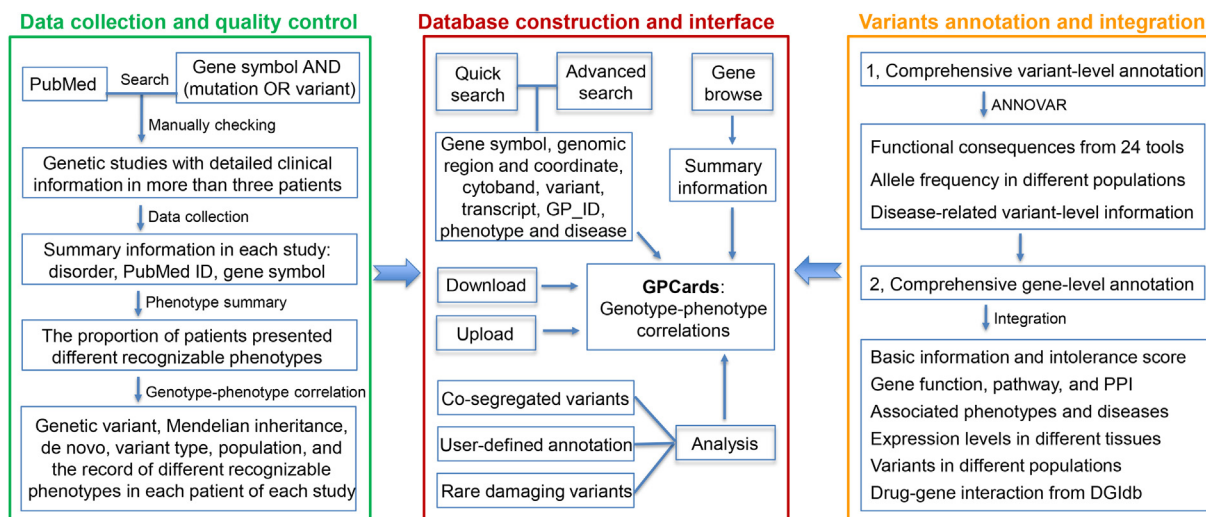 Data collection and quality control
PubMed
Search
Gene symbol AND
(mutation OR variant)
Manually checking
Genetic studies with detailed clinical
information in more than three patients
Data collection
Summary information in each study:
disorder, PubMed ID, gene symbol
Phenotype summary
The proportion of patients presented
different recognizable phenotypes
Genotype-phenotype correlation
Genetic variant, Mendelian inheritance,
de novo, variant type, population, and
the record of different recognizable
phenotypes in each patient of each study
Database construction and interface
Quick
search
Advanced
search
Gene
browse
Gene symbol, genomic
region and coordinate,
cytoband, variant,
transcript, GP_ID,
phenotype and disease
Summary
information
Download
Upload
GPCards:
Genotype-phenotype
correlations
Co-segregated variants
User-defined annotation
Rare damaging variants
Analysis
Variants annotation and integration
1, Comprehensive variant-level annotation
ANNOVAR
Functional consequences from 24 tools
Allele frequency in different populations
Disease-related variant-level information
2, Comprehensive gene-level annotation
Integration
Basic information and intolerance score
Gene function, pathway, and PPI
Associated phenotypes and diseases
Expression levels in different tissues
Variants in different populations
Drug-gene interaction from DGIdb